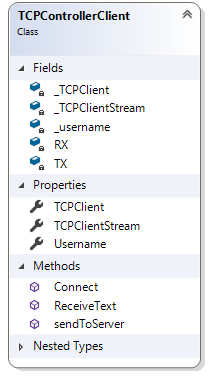 TCPControllerClient
Class
Fields
_TCPClient
_TCPClientStream
_username
RX
TX
Properties
TCPClient
TCPClientStream
Username
Methods
Connect
ReceiveText
sendToServer
Nested Types